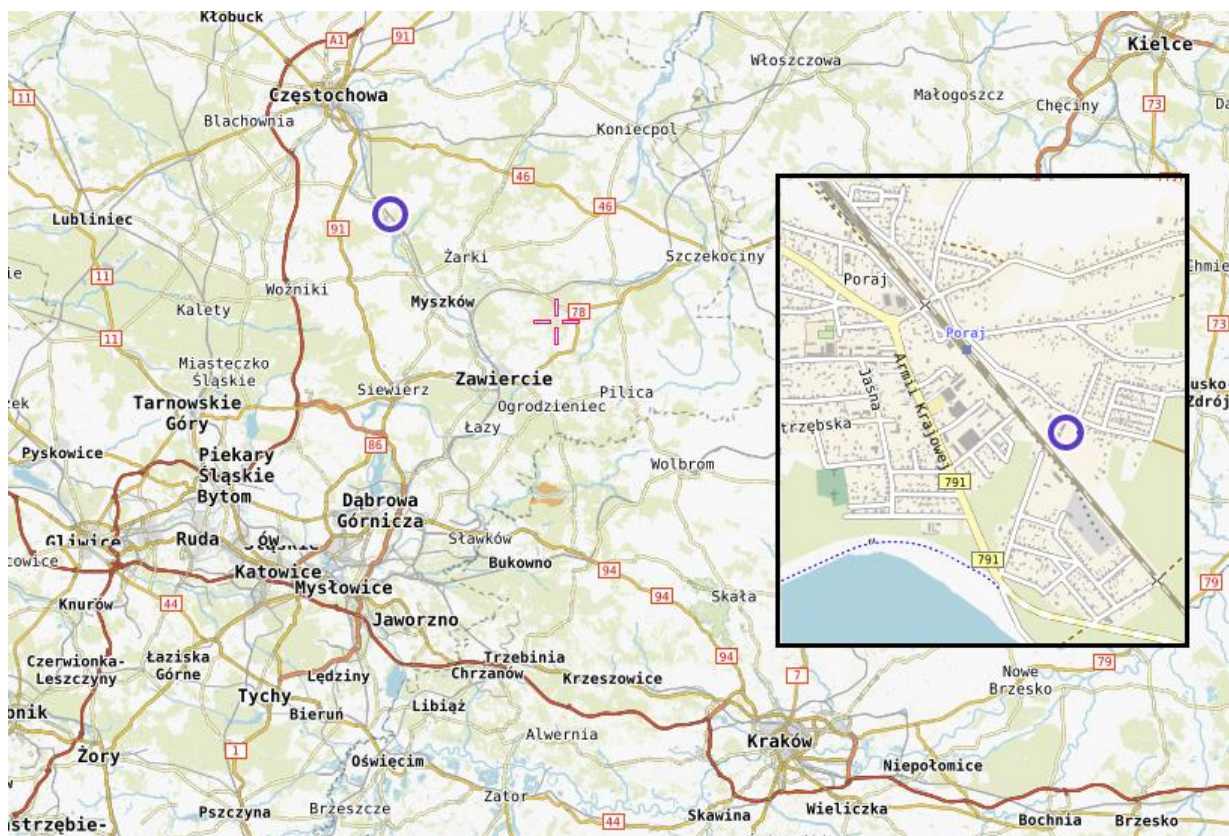 Kłobuck
A1
91
Kielce
Włoszczowa
11
Częstochowa
Małogoszcz
Chęciny
73
Blachownia
Koniecpol
46
Lubliniec
46
91
Szczekociny
Żarki
11
Woźniki
Kalety
Myszków
78
73
11
Miasteczko
Śląskie
Siewierz
Zawiercie
Pilica
Tarnowskie
Góry
Ogrodzieniec
Łazy
86
Piekary
Śląskie
Bytom
Pyskowice
Wolbrom
Dąbrowa
Górnicza
Gliwice
Ruda
ów
Sławków
Bukowno
94
Katowice
Mysłowice
94
Skała
79
Knurów
44
Jaworzno
Czerwionka-
Leszczyny
Łaziska
Górne
Lędziny
Trzebinia
Chrzanów
Krzeszowice
94
7
79
Nowe
Brzesko
Tychy
Bieruń
Libiąż
Alwernia
Kraków
Żory
1
Oświęcim
Niepołomice
Pszczyna
Brzeszcze
Zator
44
Skawina
Wieliczka
Bochnia
Brzesko
Poraj
Poraj
Armii Krajowej
Jasna
791
791